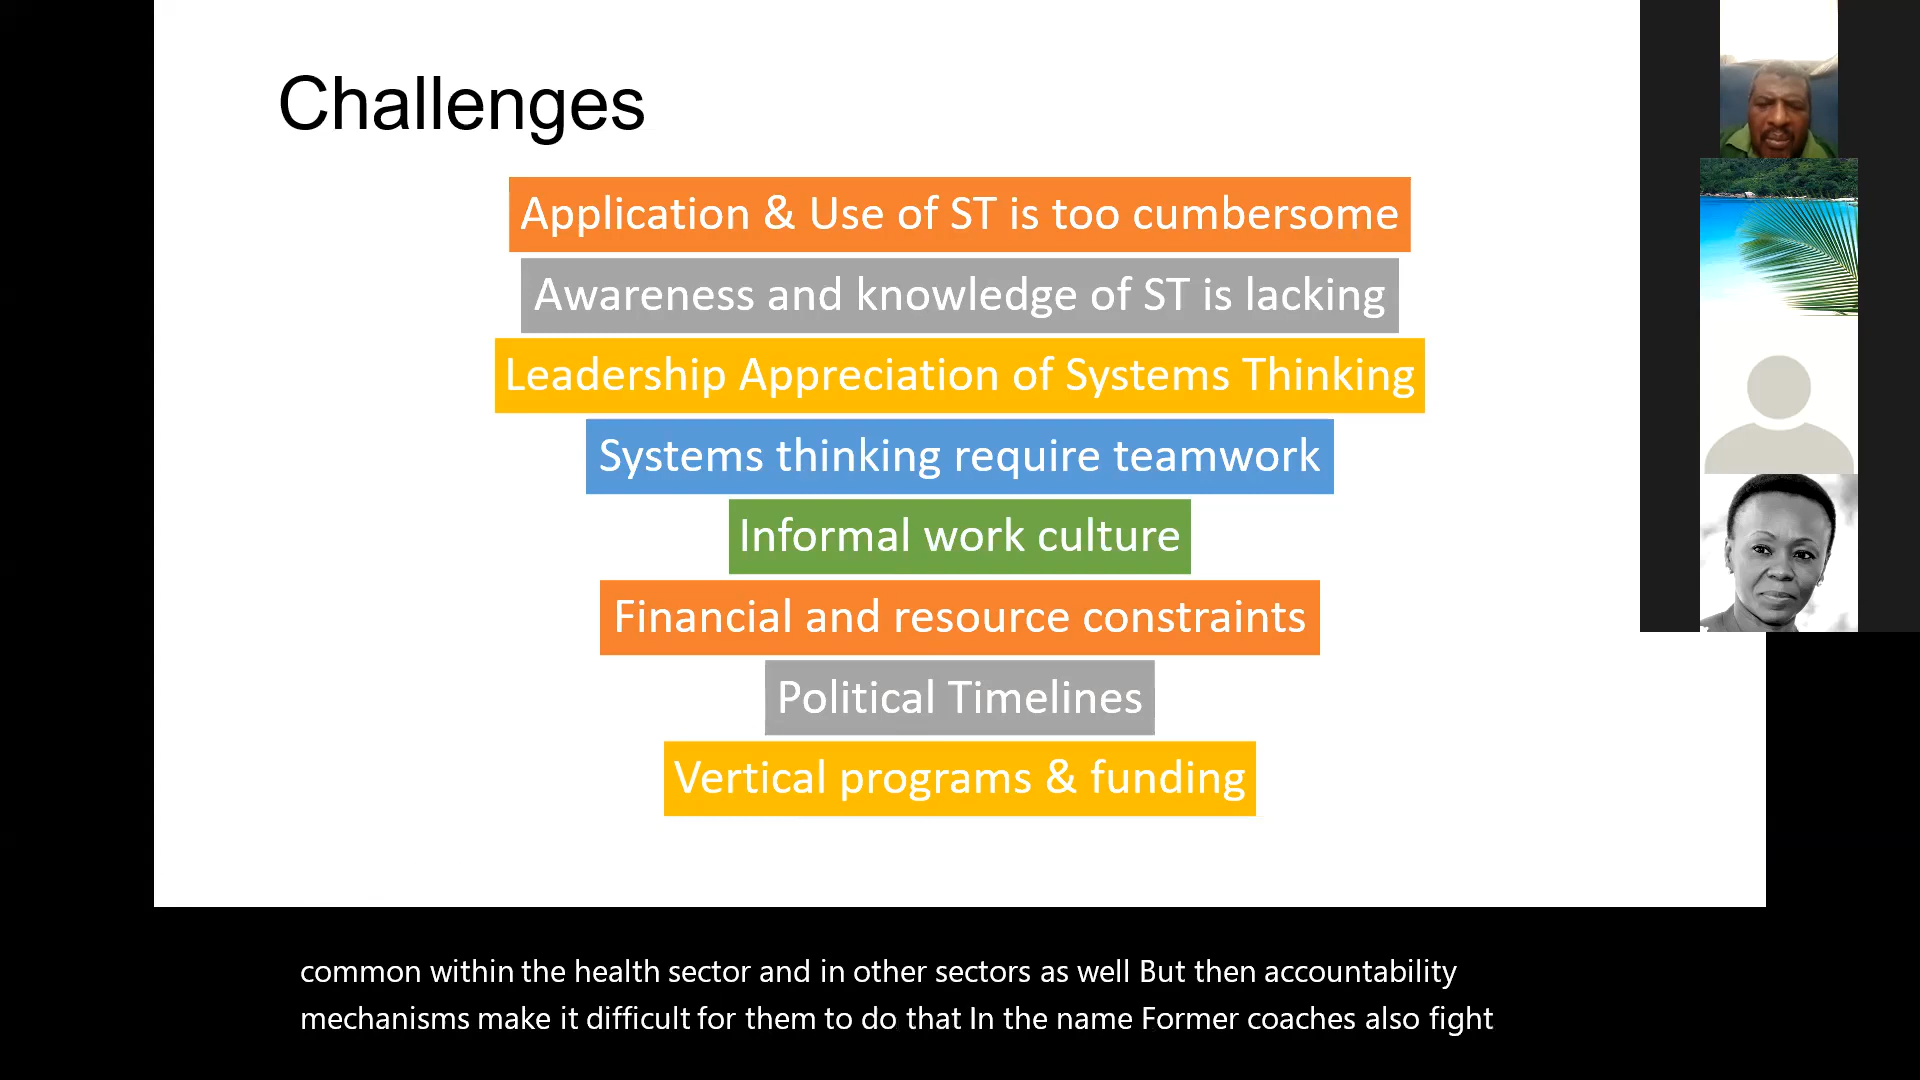 Challenges
Application & Use of ST is too cumbersome
Awareness and knowledge of ST is lacking
Leadership Appreciation of Systems Thinking
Systems thinking require teamwork
Informal work culture
Financial and resource constraints
Political Timelines
Vertical programs & funding
common within the health sector and in other sectors as well But then accountability
mechanisms make it difficult for them to do that In the name Former coaches also fight